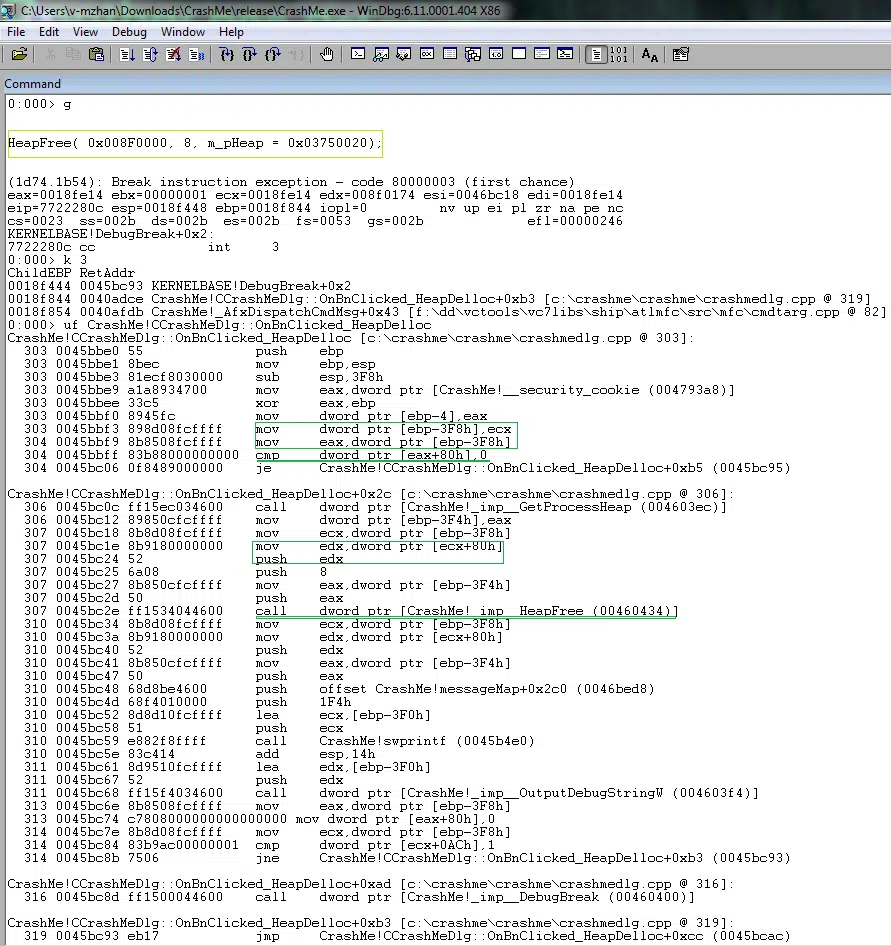 C:\Users\v-mzhan\Downloads\CrashMe\release\CrashMe.exe - WinDbg:6.11.0001.404 X86
File Edit View Debug Window Help
Command
0:000> g
HeapFree( 0x008F0000, 8, m_pHeap = 0x03750020);
(1d74.1b54): Break instruction exception - code 80000003 (first chance)
eax=0018fe14 ebx=00000001 ecx=0018fe14 edx=008f0174 esi=0046bc18 edi=0018fe14
eip=7722280c esp=0018f448 ebp=0018f844 iopl=0 nv up ei pl zr na pe nc
cs=0023 ss=002b ds=002b es=002b fs=0053 gs=002b efl=00000246
KERNELBASE!DebugBreak+0x2:
7722280c cc int 3
0:000> k 3
ChildEBP RetAddr
0018f444 0045bc93 KERNELBASE!DebugBreak+0x2
0018f844 0040adce CrashMe!CCrashMeDlg::OnBnClicked_HeapDelloc+0xb3 [c:\crashme\crashme\crashmedlg.cpp @ 319]
0018f854 0040afdb CrashMe!_AfxDispatchCmdMsg+0x43 [f:\dd\vctools\vc7libs\ship\atlmfc\src\mfc\cmdtarg.cpp @ 82]
0:000> uf CrashMe!CCrashMeDlg::OnBnClicked_HeapDelloc
CrashMe!CCrashMeDlg::OnBnClicked_HeapDelloc [c:\crashme\crashme\crashmedlg.cpp @ 303]:
303 0045bbe0 55 push ebp
303 0045bbe1 8bec mov ebp,esp
303 0045bbe3 81ecf8030000 sub esp,3F8h
303 0045bbe9 a1a8934700 mov eax,dword ptr [CrashMe!__security_cookie (004793a8)]
303 0045bbee 33c5 xor eax,ebp
303 0045bbf0 8945fc mov dword ptr [ebp-4],eax
303 0045bbf3 898d08fcffff mov dword ptr [ebp-3F8h],ecx
304 0045bbf9 8b8508fcffff mov eax,dword ptr [ebp-3F8h]
304 0045bbff 83b88000000000 cmp dword ptr [eax+80h],0
304 0045bc06 0f8489000000 je CrashMe!CCrashMeDlg::OnBnClicked_HeapDelloc+0xb5 (0045bc95)
CrashMe!CCrashMeDlg::OnBnClicked_HeapDelloc+0x2c [c:\crashme\crashme\crashmedlg.cpp @ 306]:
306 0045bc0c ff15ec034600 call dword ptr [CrashMe!_imp__GetProcessHeap (004603ec)]
306 0045bc12 89850cfcffff mov dword ptr [ebp-3F4h],eax
307 0045bc18 8b8d08fcffff mov ecx,dword ptr [ebp-3F8h]
307 0045bc1e 8b9180000000 mov edx,dword ptr [ecx+80h]
307 0045bc24 52 push edx
307 0045bc25 6a08 push 8
307 0045bc27 8b850cfcffff mov eax,dword ptr [ebp-3F4h]
307 0045bc2d 50 push eax
307 0045bc2e ff1534044600 call dword ptr [CrashMe!_imp__HeapFree (00460434)]
310 0045bc34 8b8d08fcffff mov ecx,dword ptr [ebp-3F8h]
310 0045bc3a 8b9180000000 mov edx,dword ptr [ecx+80h]
310 0045bc40 52 push edx
310 0045bc41 8b850cfcffff mov eax,dword ptr [ebp-3F4h]
310 0045bc47 50 push eax
310 0045bc48 68d8be4600 push offset CrashMe!messageMap+0x2c0 (0046bed8)
310 0045bc4d 68f4010000 push 1F4h
310 0045bc52 8d8d10fcffff lea ecx,[ebp-3F0h]
310 0045bc58 51 push ecx
310 0045bc59 e882f8ffff call CrashMe!swprintf (0045b4e0)
310 0045bc5e 83c414 add esp,14h
311 0045bc61 8d9510fcffff lea edx,[ebp-3F0h]
311 0045bc67 52 push edx
311 0045bc68 ff15f4034600 call dword ptr [CrashMe!_imp__OutputDebugStringW (004603f4)]
313 0045bc6e 8b8508fcffff mov eax,dword ptr [ebp-3F8h]
313 0045bc74 c7808000000000000000 mov dword ptr [eax+80h],0
314 0045bc7e 8b8d08fcffff mov ecx,dword ptr [ebp-3F8h]
314 0045bc84 83b9ac00000001 cmp dword ptr [ecx+0ACh],1
314 0045bc8b 7506 jne CrashMe!CCrashMeDlg::OnBnClicked_HeapDelloc+0xb3 (0045bc93)
CrashMe!CCrashMeDlg::OnBnClicked_HeapDelloc+0xad [c:\crashme\crashme\crashmedlg.cpp @ 316]:
316 0045bc8d ff1500044600 call dword ptr [CrashMe!_imp__DebugBreak (00460400)]
CrashMe!CCrashMeDlg::OnBnClicked_HeapDelloc+0xb3 [c:\crashme\crashme\crashmedlg.cpp @ 319]:
319 0045bc93 eb17 jmp CrashMe!CCrashMeDlg::OnBnClicked_HeapDelloc+0xcc (0045bcac)